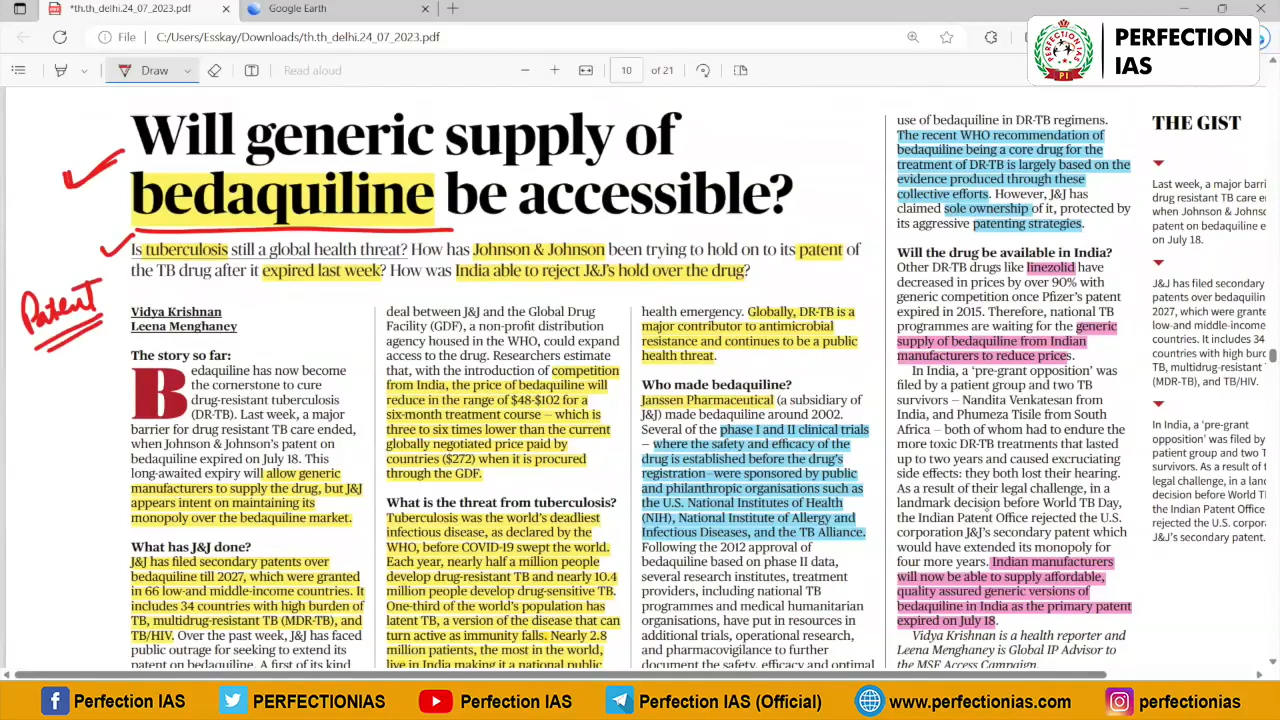 *th.th_delhi.24_07_2023.pdf
Google Earth
File
C:/Users/Esskay/Downloads/th.th_delhi.24_07_2023.pdf
PERFECTION
IAS
PI
Draw
Read aloud
10
of 21
Will generic supply of
bedaquiline be accessible?
Is tuberculosis still a global health threat? How has Johnson & Johnson been trying to hold on to its patent of
the TB drug after it expired last week? How was India able to reject J&J's hold over the drug?
Patent
Vidya Krishnan
Leena Menghaney
The story so far:
Bedaquiline has now become
the cornerstone to cure
drug-resistant tuberculosis
(DR-TB). Last week, a major
barrier for drug resistant TB care ended,
when Johnson & Johnson's patent on
bedaquiline expired on July 18. This
long-awaited expiry will allow generic
manufacturers to supply the drug, but J&J
appears intent on maintaining its
monopoly over the bedaquiline market.
What has J&J done?
J&J has filed secondary patents over
bedaquiline till 2027, which were granted
in 66 low-and middle-income countries. It
includes 34 countries with high burden of
TB, multidrug-resistant TB (MDR-TB), and
TB/HIV. Over the past week, J&J has faced
public outrage for seeking to extend its
patent on bedaquiline. A first of its kind
deal between J&J and the Global Drug
Facility (GDF), a non-profit distribution
agency housed in the WHO, could expand
access to the drug. Researchers estimate
that, with the introduction of competition
from India, the price of bedaquiline will
reduce in the range of $48-$102 for a
six-month treatment course – which is
three to six times lower than the current
globally negotiated price paid by
countries ($272) when it is procured
through the GDF.
What is the threat from tuberculosis?
Tuberculosis was the world's deadliest
infectious disease, as declared by the
WHO, before COVID-19 swept the world.
Each year, nearly half a million people
develop drug-resistant TB and nearly 10.4
million people develop drug-sensitive TB.
One-third of the world's population has
latent TB, a version of the disease that can
turn active as immunity falls. Nearly 2.8
million patients, the most in the world,
live in India making it a national public
health emergency. Globally, DR-TB is a
major contributor to antimicrobial
resistance and continues to be a public
health threat.
Who made bedaquiline?
Janssen Pharmaceutical (a subsidiary of
J&J) made bedaquiline around 2002.
Several of the phase I and II clinical trials
– where the safety and efficacy of the
drug is established before the drug's
registration–were sponsored by public
and philanthropic organisations such as
the U.S. National Institutes of Health
(NIH), National Institute of Allergy and
Infectious Diseases, and the TB Alliance.
Following the 2012 approval of
bedaquiline based on phase II data,
several research institutes, treatment
providers, including national TB
programmes and medical humanitarian
organisations, have put in resources in
additional trials, operational research,
and pharmacovigilance to further
document the safety, efficacy and optimal
use of bedaquiline in DR-TB regimens.
The recent WHO recommendation of
bedaquiline being a core drug for the
treatment of DR-TB is largely based on the
evidence produced through these
collective efforts. However, J&J has
claimed sole ownership of it, protected by
its aggressive patenting strategies.
Will the drug be available in India?
Other DR-TB drugs like linezolid have
decreased in prices by over 90% with
generic competition once Pfizer's patent
expired in 2015. Therefore, national TB
programmes are waiting for the generic
supply of bedaquiline from Indian
manufacturers to reduce prices.
In India, a 'pre-grant opposition' was
filed by a patient group and two TB
survivors – Nandita Venkatesan from
India, and Phumeza Tisile from South
Africa – both of whom had to endure the
more toxic DR-TB treatments that lasted
up to two years and caused excruciating
side effects: they both lost their hearing.
As a result of their legal challenge, in a
landmark decision before World TB Day,
the Indian Patent Office rejected the U.S.
corporation J&J's secondary patent which
would have extended its monopoly for
four more years. Indian manufacturers
will now be able to supply affordable,
quality assured generic versions of
bedaquiline in India as the primary patent
expired on July 18.
Vidya Krishnan is a health reporter and
Leena Menghaney is Global IP Advisor to
the MSF Access Campaign.
THE GIST
Last week, a major barri
drug resistant TB care e
when Johnson & Johnso
patent on bedaquiline e
on July 18.
J&J has filed secondary
patents over bedaquilin
2027, which were grante
low-and middle-income
countries. It includes 34
countries with high burd
TB, multidrug-resistant T
(MDR-TB), and TB/HIV.
In India, a 'pre-grant
opposition' was filed by
patient group and two T
survivors. As a result of t
legal challenge, in a land
decision before World T
the Indian Patent Office
rejected the U.S. corpor
J&J's secondary patent.
Perfection IAS
PERFECTIONIAS
Perfection IAS
Perfection IAS (Official)
www.perfectionias.com
perfectionias